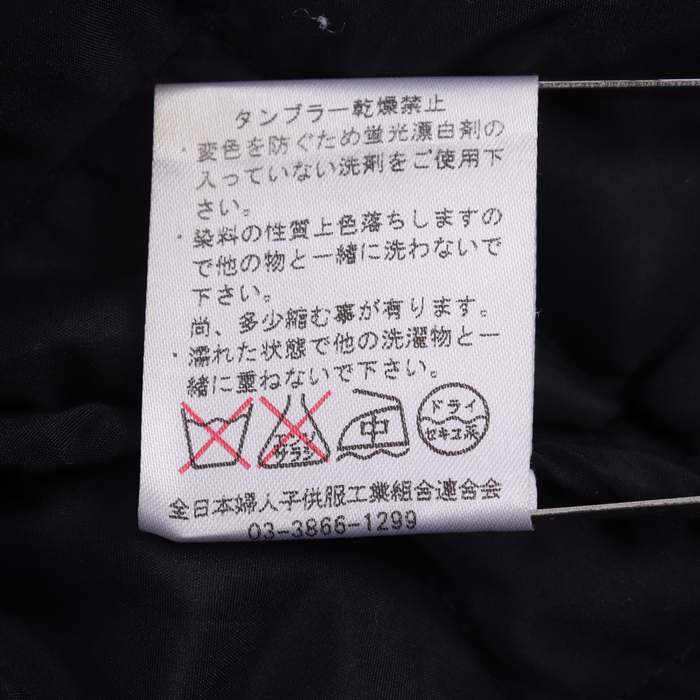 タンブラー乾燥禁止
・変色を防ぐため蛍光漂白剤の
入っていない洗剤をご使用下
さい。
・染料の性質上色落ちしますの
で他の物と一緒に洗わないで
下さい。
尚、多少縮む事が有ります。
・濡れた状態で他の洗濯物と一
緒に重ねないで下さい。
エンソ
サラシ
中
ドライ
セキユ系
全日本婦人子供服工業組合連合会
03-3866-1299